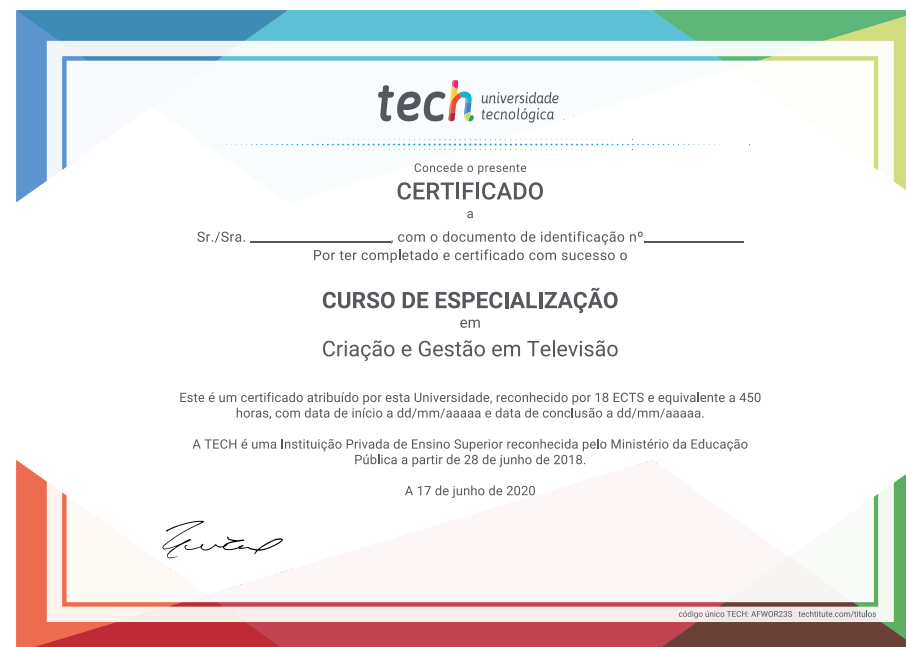 tech universidade
tecnológica
Concede o presente
CERTIFICADO
a
Sr./Sra. ____________, com o documento de identificação nº____________
Por ter completado e certificado com sucesso o
CURSO DE ESPECIALIZAÇÃO
em
Criação e Gestão em Televisão
Este é um certificado atribuído por esta Universidade, reconhecido por 18 ECTS e equivalente a 450
horas, com data de início a dd/mm/aaaaa e data de conclusão a dd/mm/aaaaa.
A TECH é uma Instituição Privada de Ensino Superior reconhecida pelo Ministério da Educação
Pública a partir de 28 de junho de 2018.
A 17 de junho de 2020
código único TECH: AFWOR23S techtitute.com/titulos